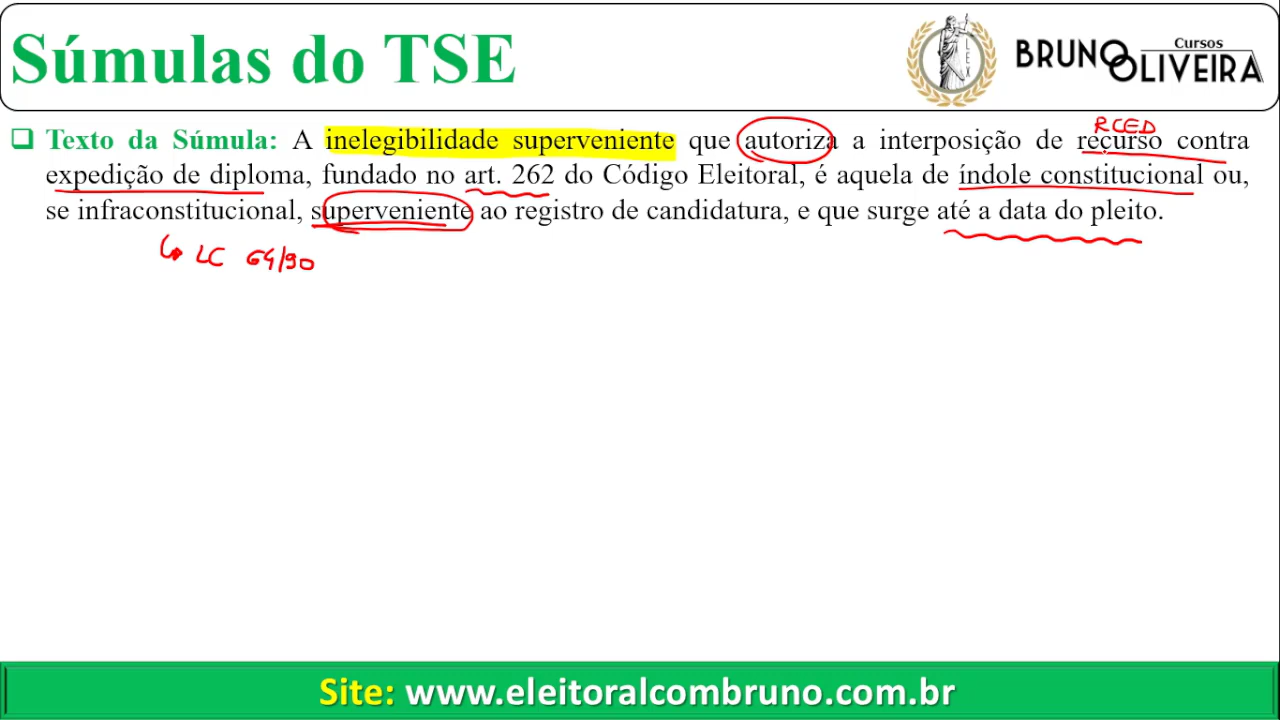 Súmulas do TSE
LEX
Cursos
BRUNO OLIVEIRA
RCED
Texto da Súmula: A inelegibilidade superveniente que autoriza a interposição de recurso contra
expedição de diploma, fundado no art. 262 do Código Eleitoral, é aquela de índole constitucional ou,
se infraconstitucional, superveniente ao registro de candidatura, e que surge até a data do pleito.
LC 64/90
Site: www.eleitoralcombruno.com.br